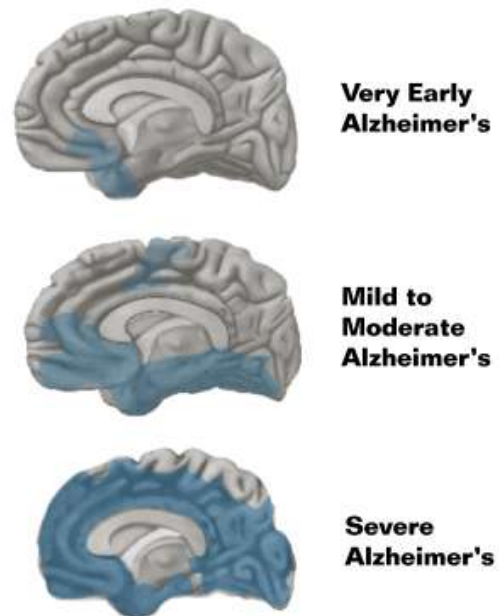 Very Early
Alzheimer's
Mild to
Moderate
Alzheimer's
Severe
Alzheimer's